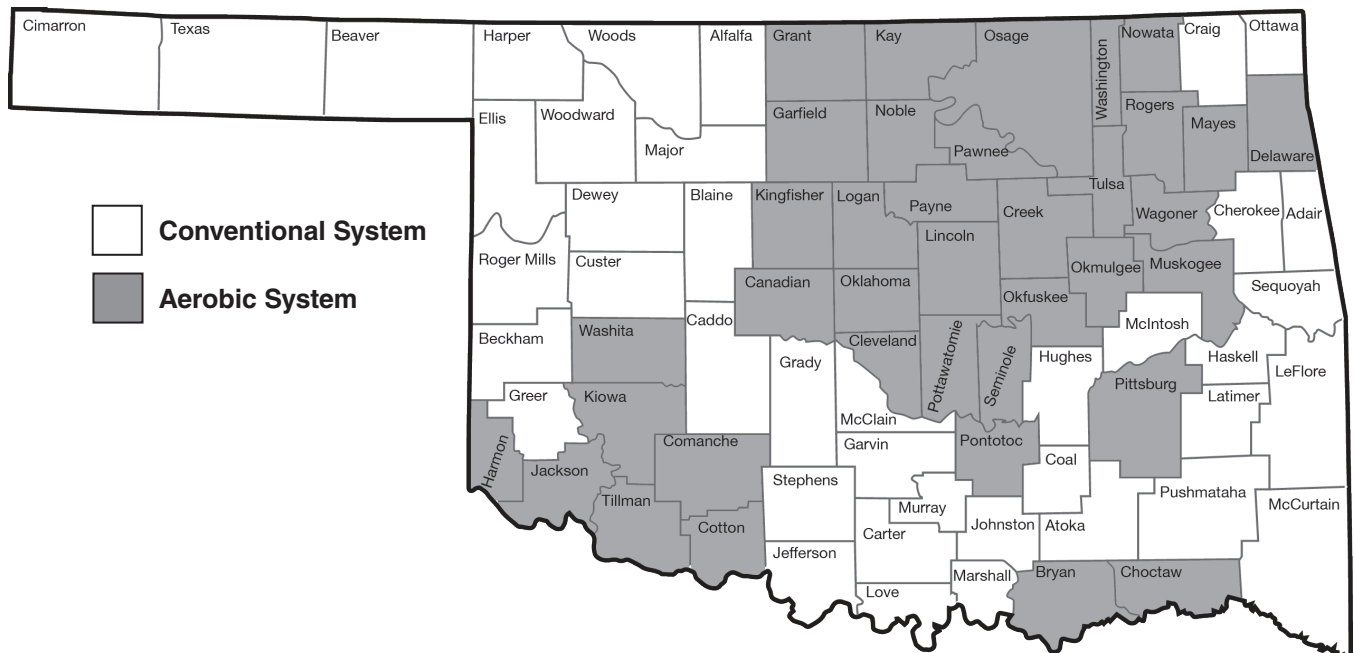 Cimarron
Texas
Beaver
Harper
Woods
Alfalfa
Grant
Kay
Osage
Washington
Nowata
Craig
Ottawa
Ellis
Woodward
Major
Garfield
Noble
Pawnee
Rogers
Mayes
Delaware
Dewey
Blaine
Kingfisher
Logan
Payne
Lincoln
Creek
Tulsa
Wagoner
Cherokee
Adair
Conventional System
Aerobic System
Roger Mills
Custer
Canadian
Oklahoma
Okfuskee
Okmulgee
Muskogee
Sequoyah
Beckham
Washita
Caddo
Grady
Cleveland
Pottawatomie
Seminole
Hughes
McIntosh
Pittsburg
Haskell
LeFlore
Latimer
Greer
Kiowa
Harmon
Jackson
Comanche
McClain
Garvin
Pontotoc
Coal
Tillman
Cotton
Stephens
Murray
Carter
Johnston
Atoka
Pushmataha
McCurtain
Jefferson
Love
Marshall
Bryan
Choctaw